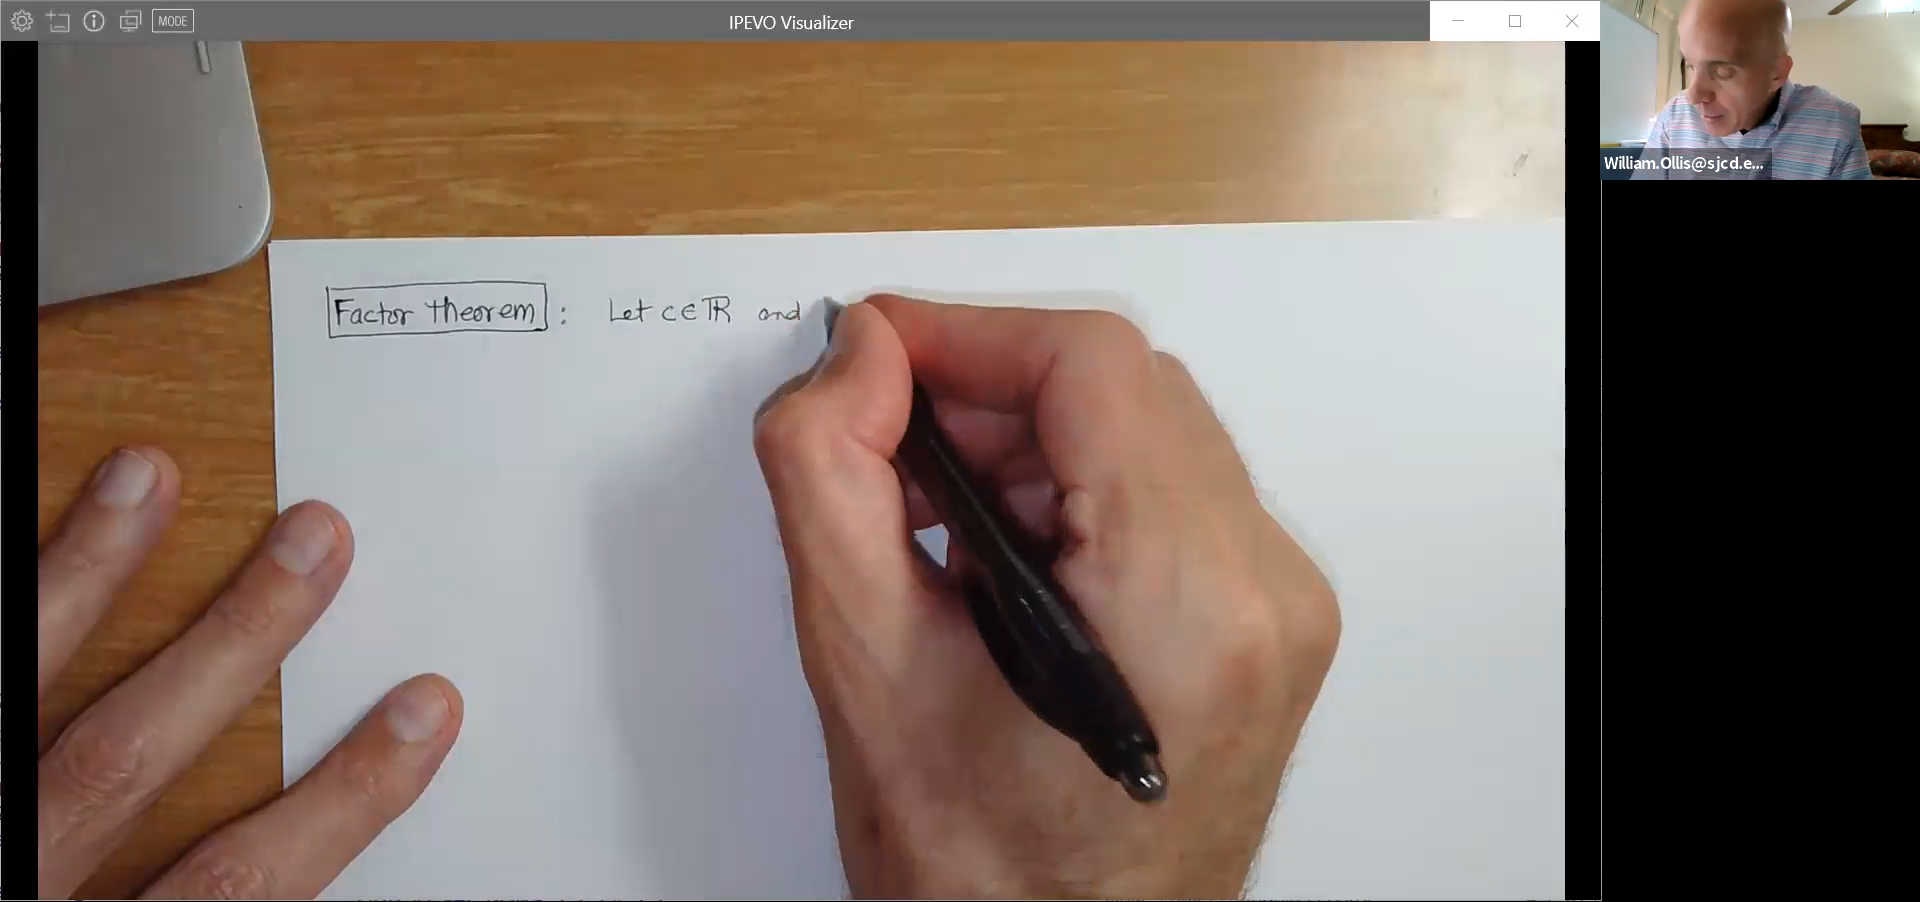 MODE
IPEVO Visualizer
William.Ollis@sjcd.e...
Factor theorem : Let c ∈ ℝ and